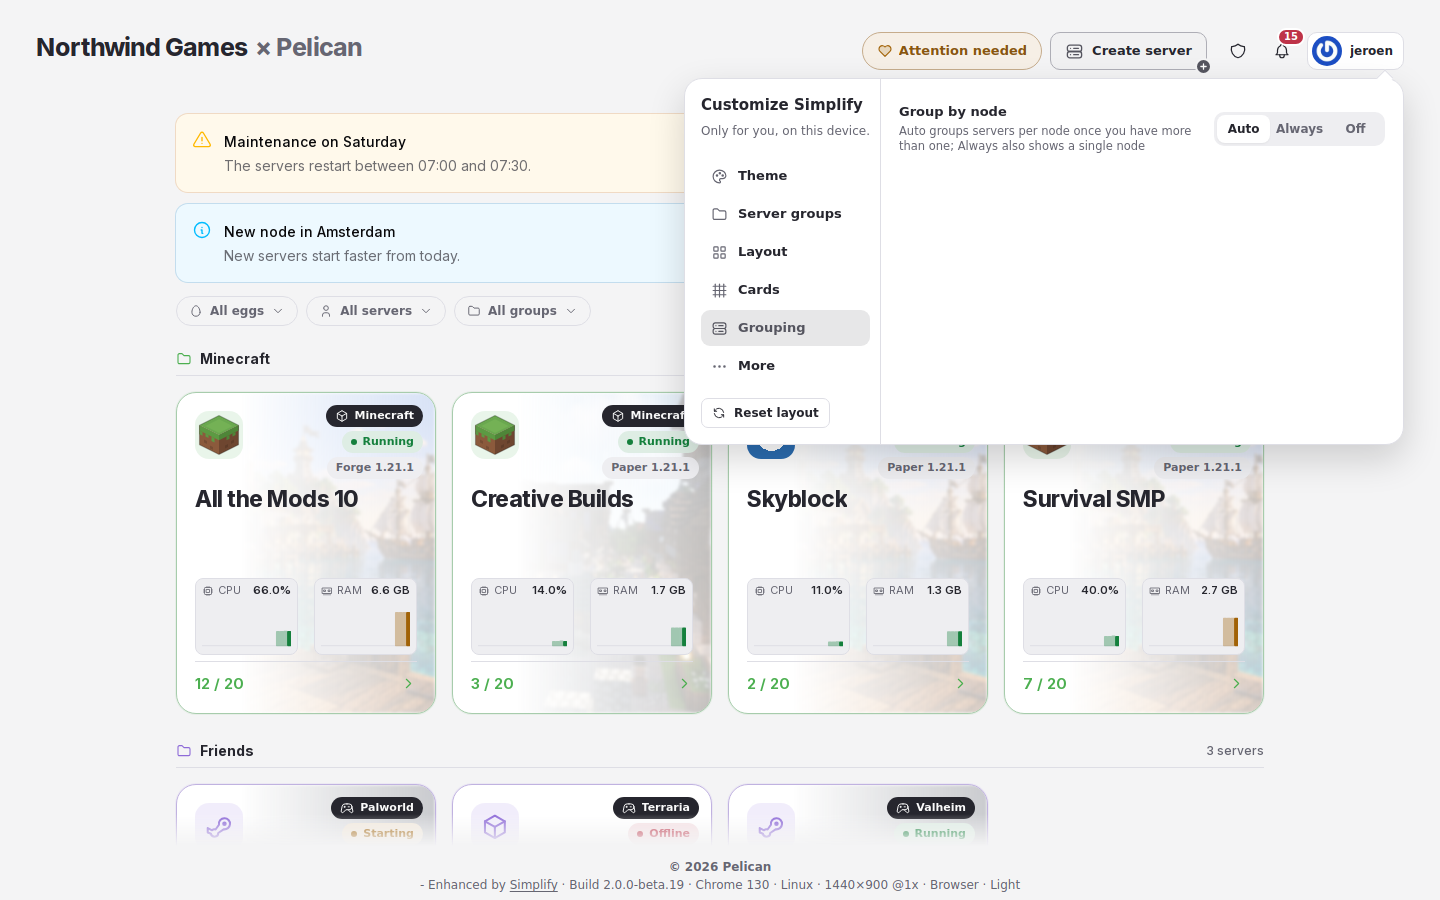 Northwind Games × Pelican
Attention needed
Create server
15
jeroen
Maintenance on Saturday
The servers restart between 07:00 and 07:30.
New node in Amsterdam
New servers start faster from today.
Customize Simplify
Only for you, on this device.
Theme
Server groups
Layout
Cards
Grouping
More
Reset layout
Group by node
Auto groups servers per node once you have more
than one; Always also shows a single node
Auto Always Off
All eggs
All servers
All groups
Minecraft
Minecraft
Running
Forge 1.21.1
All the Mods 10
CPU 66.0%
RAM 6.6 GB
12 / 20
Minecraft
Running
Paper 1.21.1
Creative Builds
CPU 14.0%
RAM 1.7 GB
3 / 20
Paper 1.21.1
Skyblock
CPU 11.0%
RAM 1.3 GB
2 / 20
Paper 1.21.1
Survival SMP
CPU 40.0%
RAM 2.7 GB
7 / 20
Friends
3 servers
Palworld
Starting
Terraria
Offline
Valheim
Running
© 2026 Pelican
- Enhanced by Simplify · Build 2.0.0-beta.19 · Chrome 130 · Linux · 1440×900 @1x · Browser · Light